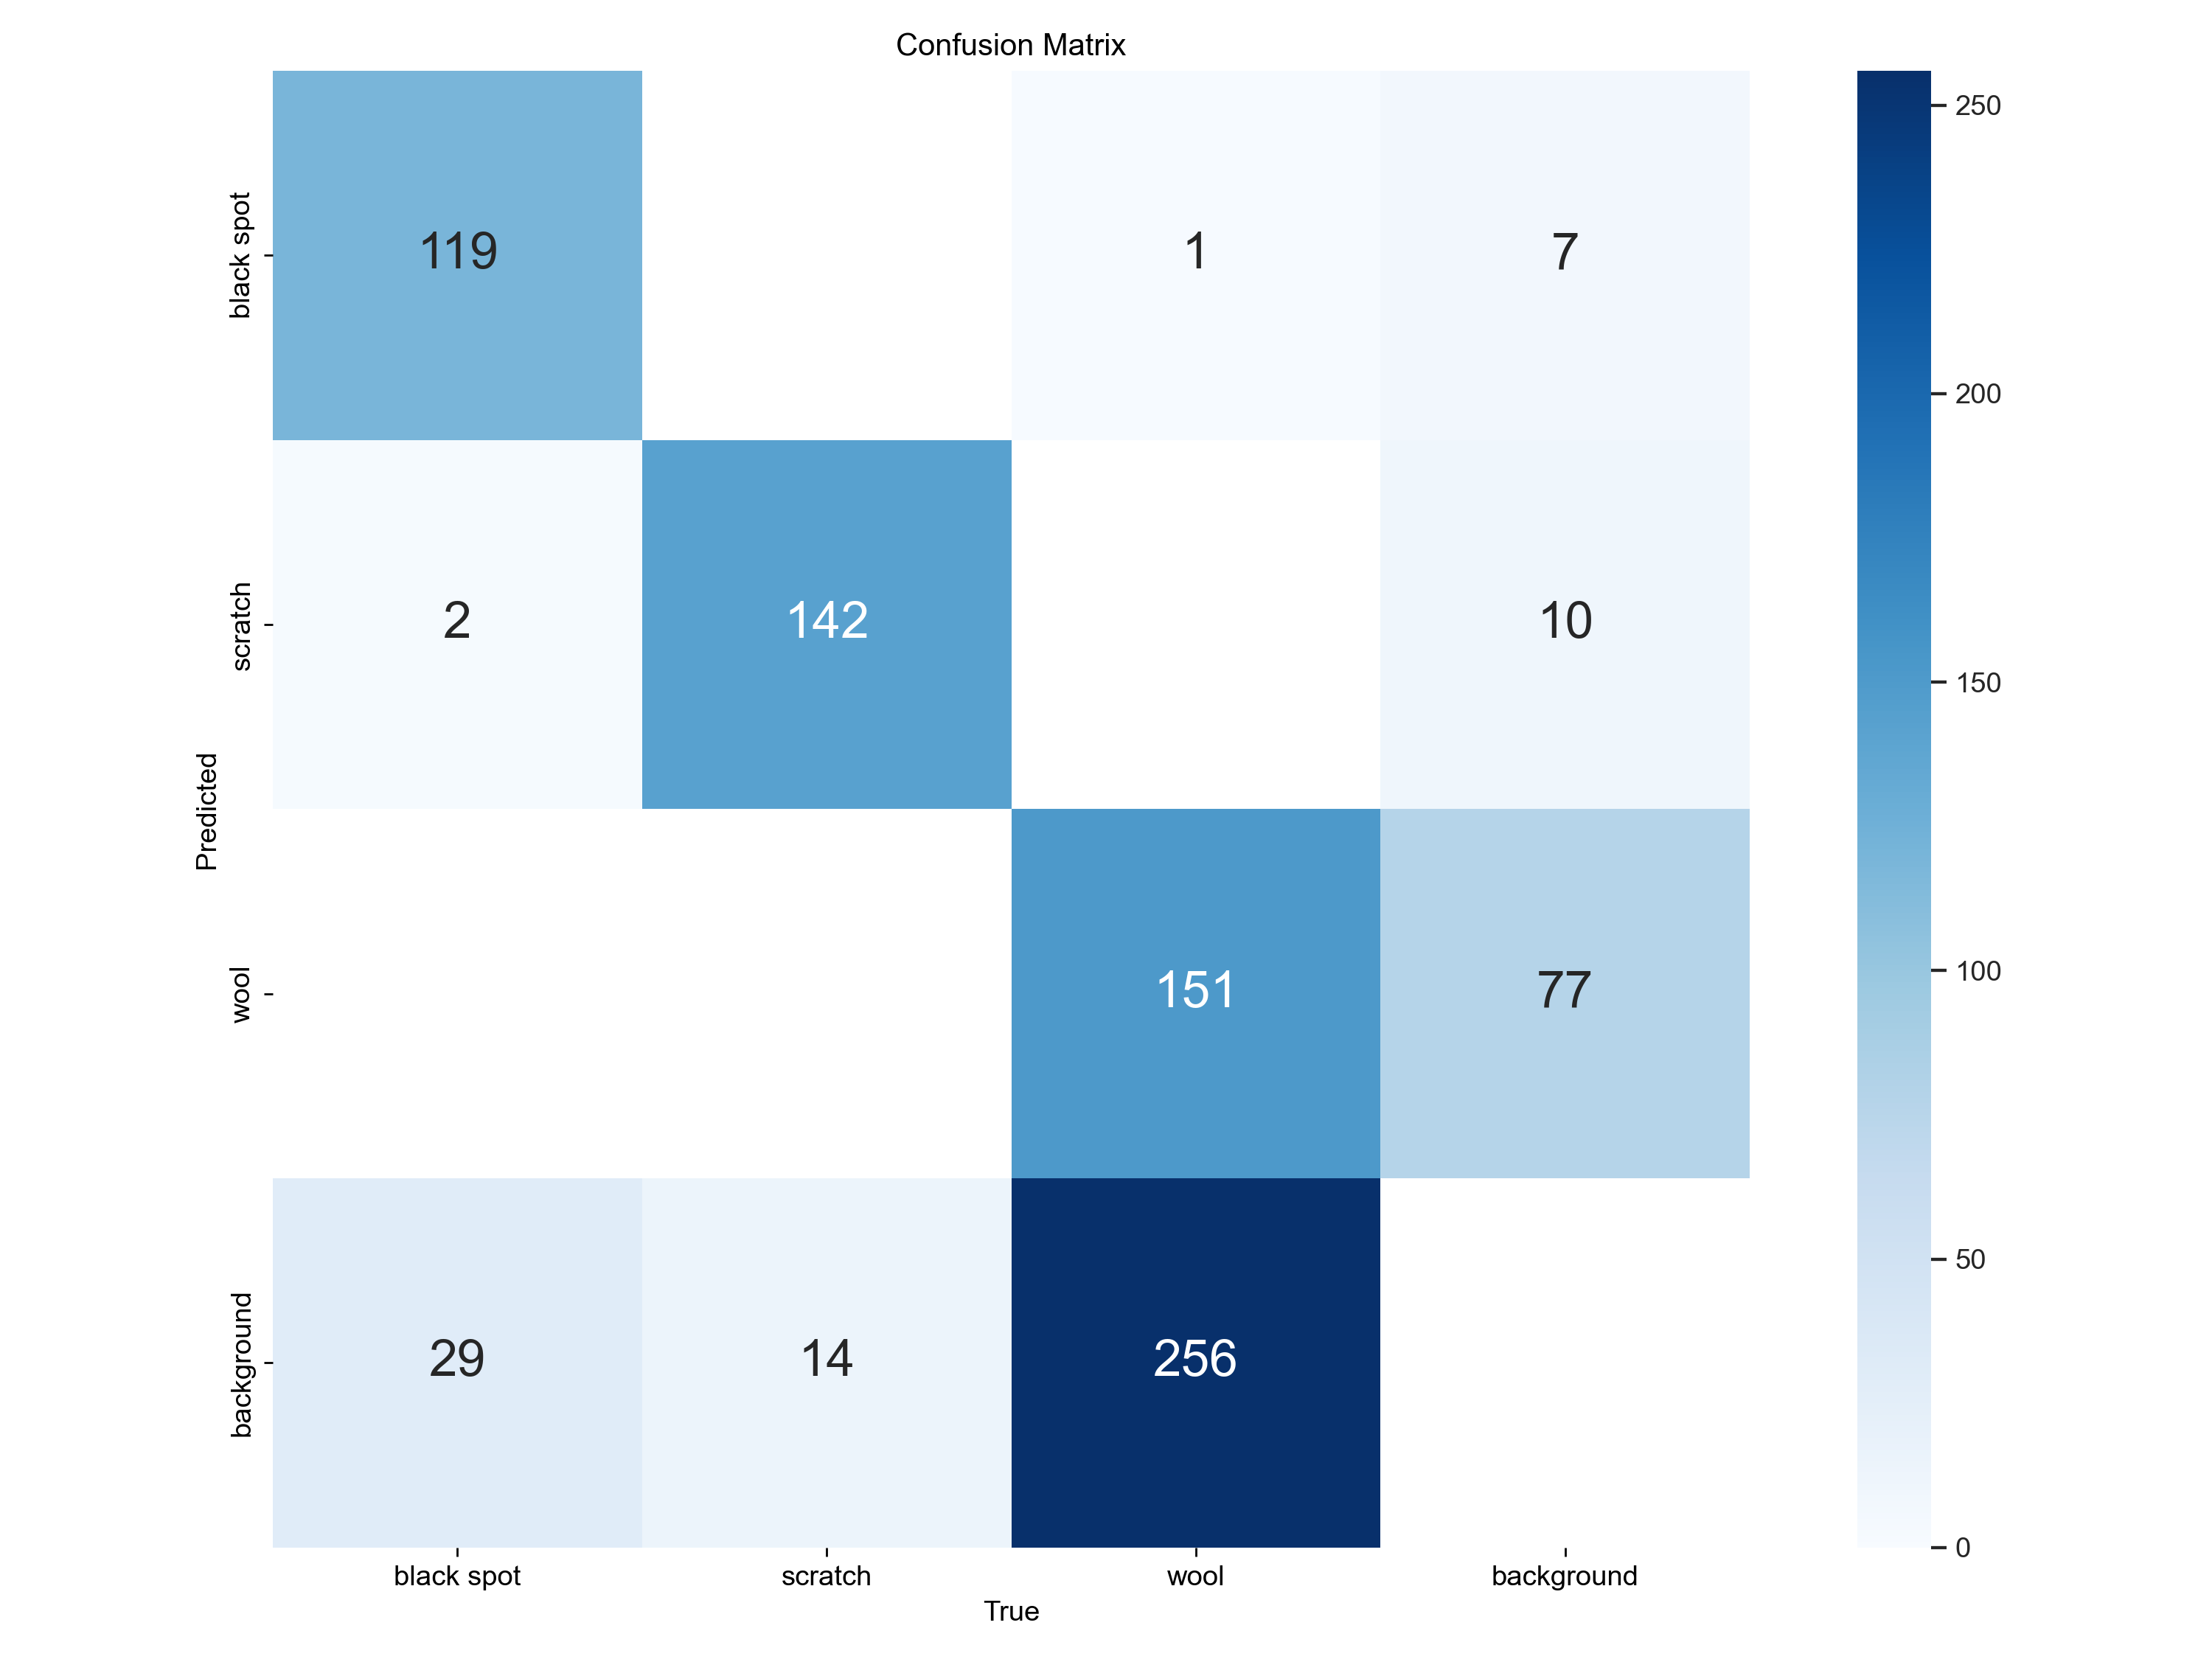 Confusion Matrix
black spot
119
1
7
scratch
2
142
10
Predicted
wool
151
77
background
29
14
256
black spot
scratch
wool
background
True
250
200
150
100
50
0